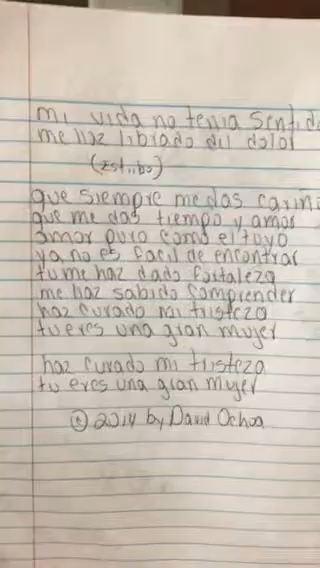 mi vida no tenia sentid
me haz librado del dolor
(Estribo)
que siempre me das cariñ
que me das tiempo y amor
amor puro como el tuyo
ya no es facil de encontrar
tu me haz dado fortaleza
me haz sabido comprender
haz curado mi tristeza
tu eres una gran mujer
haz curado mi tristeza
tu eres una gran mujer
© 2014 by David Ochoa